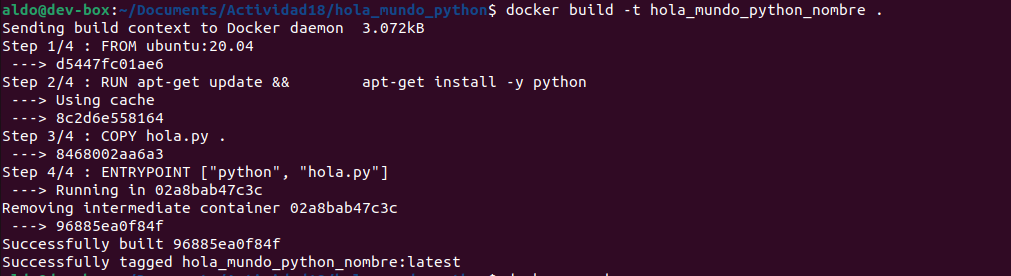 aldo@dev-box:~/Documents/Actividad18/hola_mundo_python$ docker build -t hola_mundo_python_nombre .
Sending build context to Docker daemon  3.072kB
Step 1/4 : FROM ubuntu:20.04
 ---> d5447fc01ae6
Step 2/4 : RUN apt-get update &&         apt-get install -y python
 ---> Using cache
 ---> 8c2d6e558164
Step 3/4 : COPY hola.py .
 ---> 8468002aa6a3
Step 4/4 : ENTRYPOINT ["python", "hola.py"]
 ---> Running in 02a8bab47c3c
Removing intermediate container 02a8bab47c3c
 ---> 96885ea0f84f
Successfully built 96885ea0f84f
Successfully tagged hola_mundo_python_nombre:latest